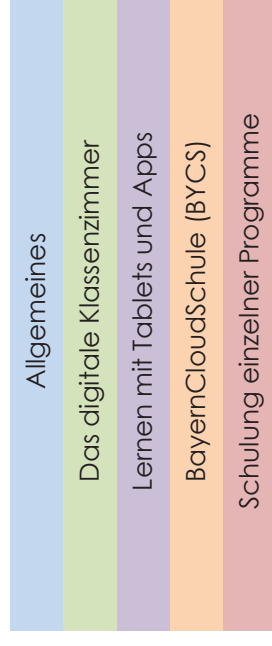 Allgemeines
Das digitale Klassenzimmer
Lernen mit Tablets und Apps
BayernCloudSchule (BYCS)
Schulung einzelner Programme